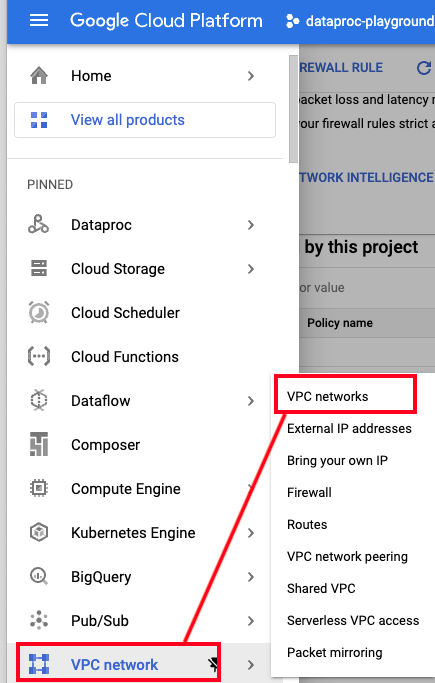 Google Cloud Platform
dataproc-playground
Home
View all products
PINNED
Dataproc
Cloud Storage
Cloud Scheduler
Cloud Functions
Dataflow
Composer
Compute Engine
Kubernetes Engine
BigQuery
Pub/Sub
VPC network
VPC networks
External IP addresses
Bring your own IP
Firewall
Routes
VPC network peering
Shared VPC
Serverless VPC access
Packet mirroring
REWALL RULE
acket loss and latency
our firewall rules strict a
TWORK INTELLIGENCE
by this project
or value
Policy name